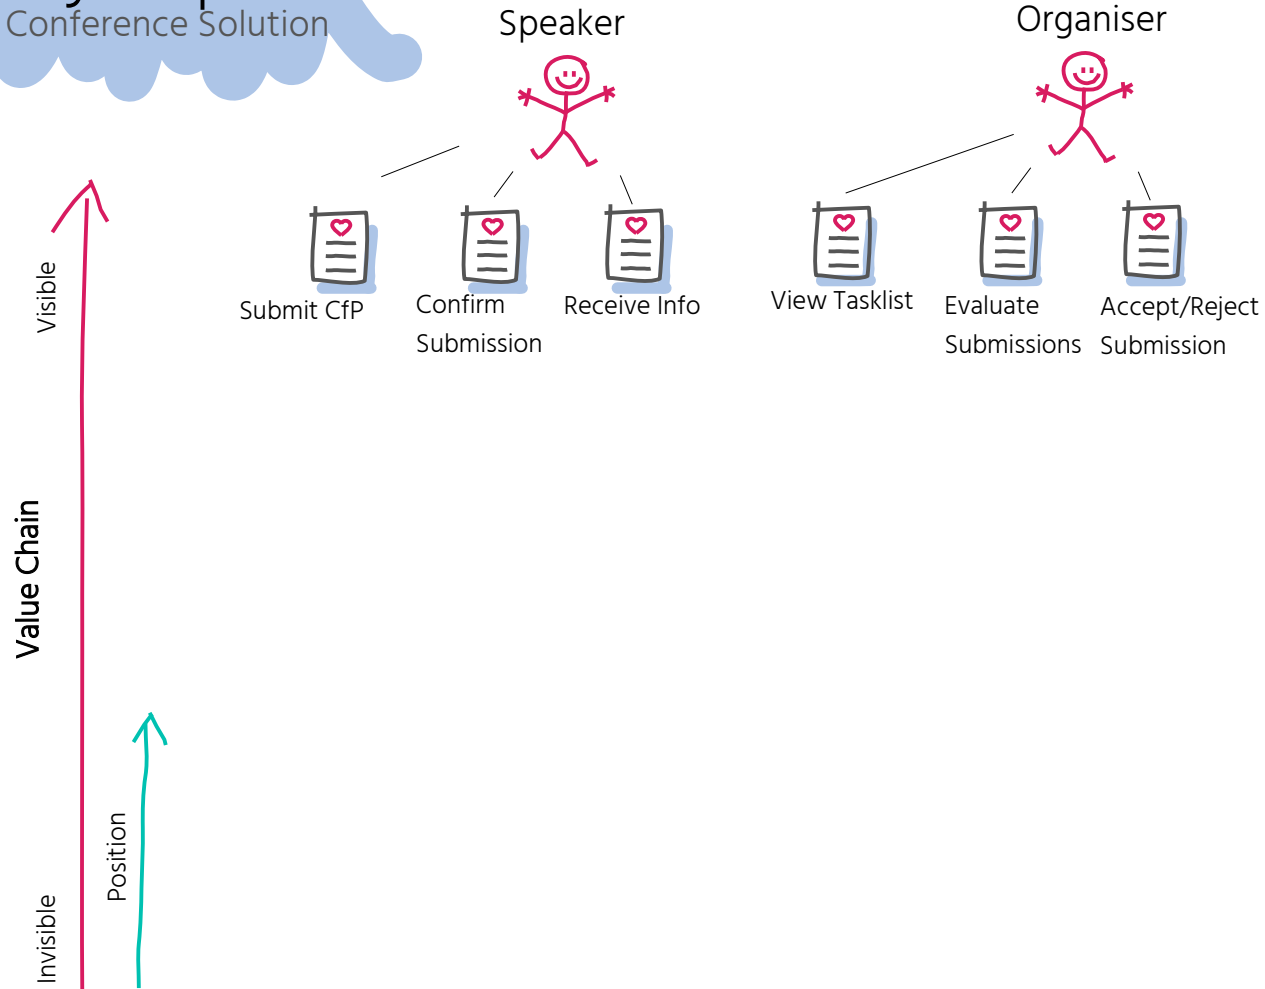 Conference Solution
Speaker
Organiser
Submit CfP
Confirm
Submission
Receive Info
View Tasklist
Evaluate
Submissions
Accept/Reject
Submission
Visible
Value Chain
Position
Invisible